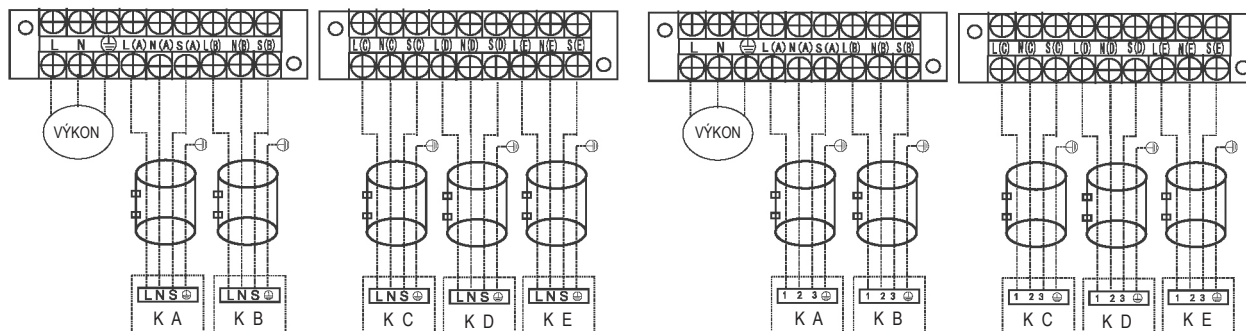 L N L(A) N(A) S(A) L(B) N(B) S(B)
L(C) N(C) S(C) L(D) N(D) S(D) L(E) N(E) S(E)
L N L(A) N(A) S(A) L(B) N(B) S(B)
L(C) N(C) S(C) L(D) N(D) S(D) L(E) N(E) S(E)
VÝKON
VÝKON
LNS
LNS
LNS
LNS
LNS
1 2 3
1 2 3
1 2 3
1 2 3
1 2 3
K A
K B
K C
K D
K E
K A
K B
K C
K D
K E